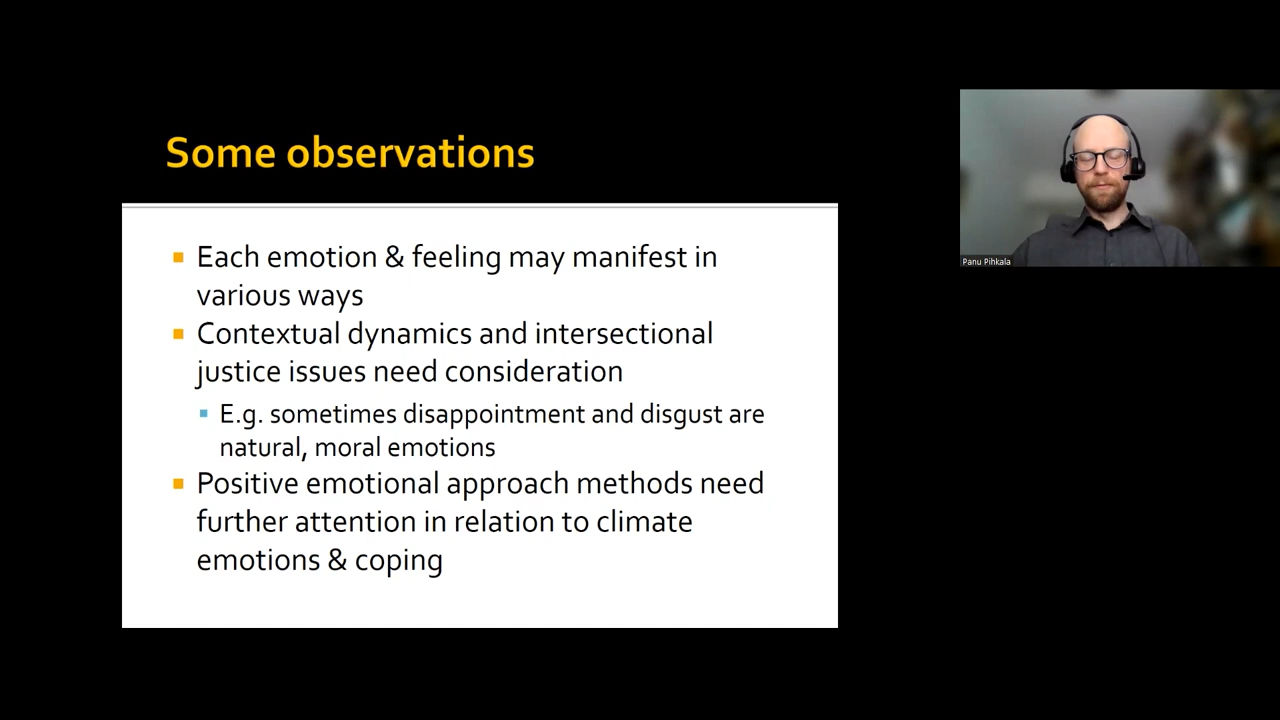 Some observations
Each emotion & feeling may manifest in
various ways
Contextual dynamics and intersectional
justice issues need consideration
E.g. sometimes disappointment and disgust are
natural, moral emotions
Positive emotional approach methods need
further attention in relation to climate
emotions & coping
Panu Pihkala